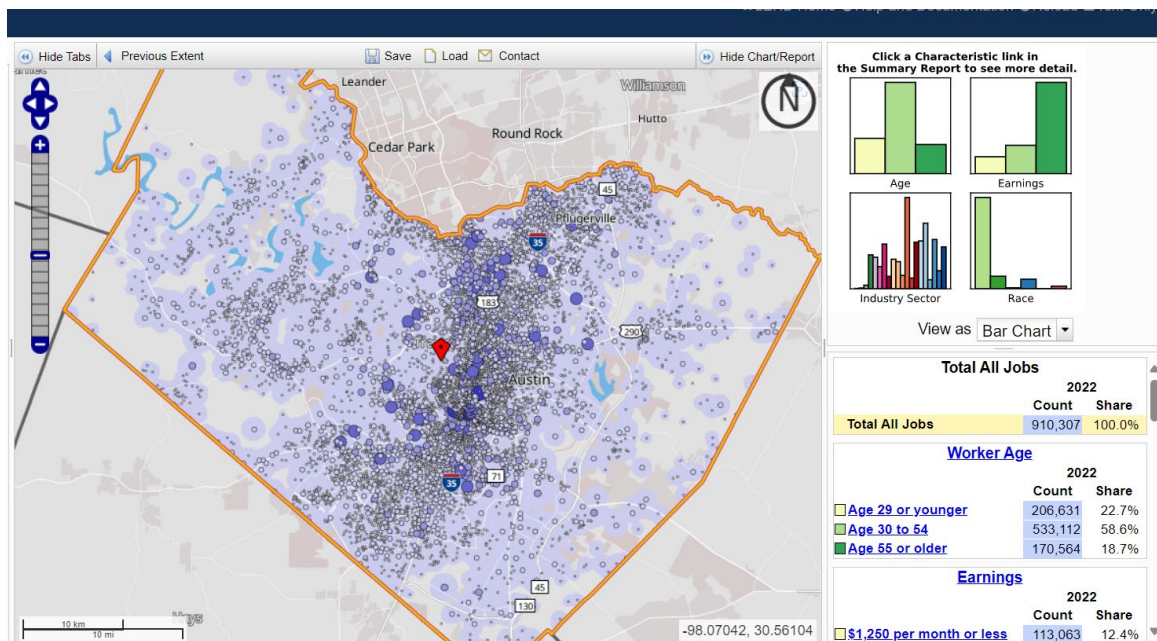 Hide Tabs
Previous Extent
Save
Load
Contact
Hide Chart/Report
Leander
Williamson
Hutto
Round Rock
Cedar Park
N
45
Pflugerville
35
183
290
Austin
71
35
45
130
Hays
10 km
10 mi
-98.07042, 30.56104
Click a Characteristic link in
the Summary Report to see more detail.
Age
Earnings
Industry Sector
Race
View as Bar Chart
Total All Jobs
2022
Count Share
Total All Jobs 910,307 100.0%
Worker Age
2022
Count Share
Age 29 or younger 206,631 22.7%
Age 30 to 54 533,112 58.6%
Age 55 or older 170,564 18.7%
Earnings
2022
Count Share
$1,250 per month or less 113,063 12.4%